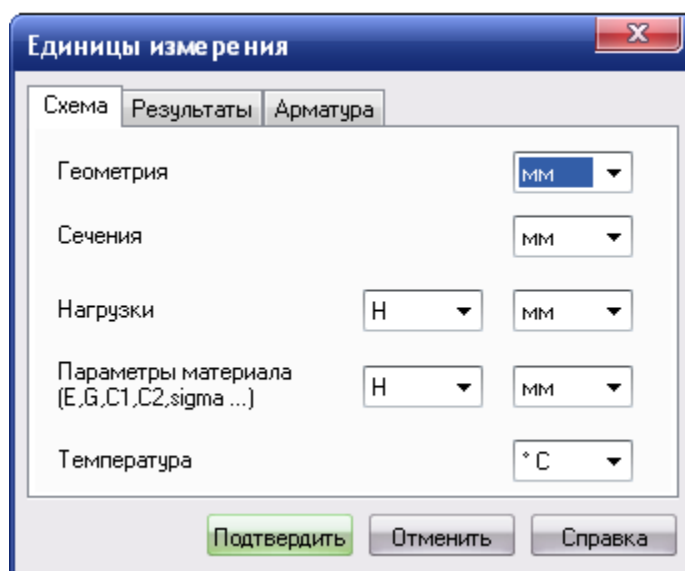 Единицы измерения
Схема Результаты Арматура
Геометрия мм
Сечения мм
Нагрузки Н мм
Параметры материала
(E,G,C1,C2,sigma ...) Н мм
Температура ° C
Подтвердить Отменить Справка